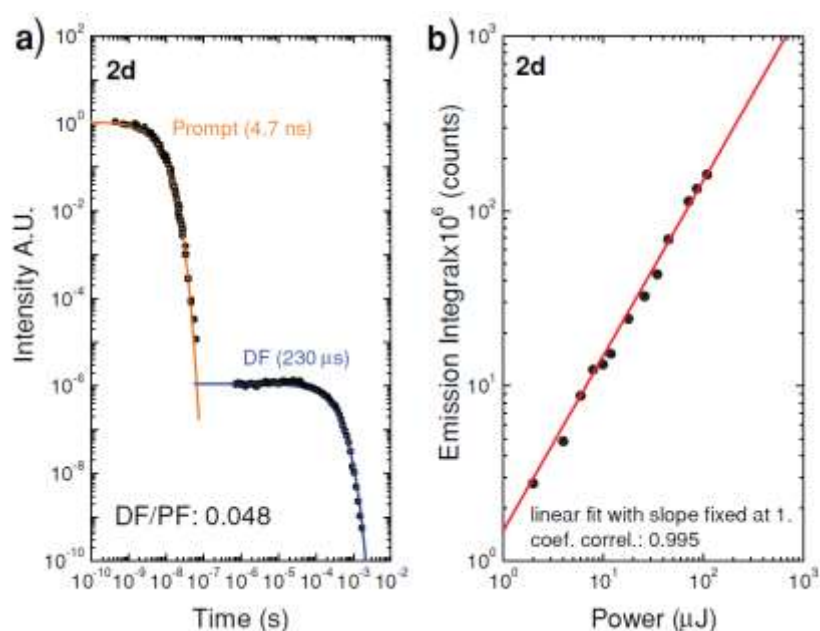 a)
2d
Prompt (4.7 ns)
DF (230 μs)
DF/PF: 0.048
Intensity A.U.
10^2
10^0
10^-2
10^-4
10^-6
10^-8
10^-10
10^-10 10^-9 10^-8 10^-7 10^-6 10^-5 10^-4 10^-3 10^-2
Time (s)
b)
2d
Emission Integralx10^6 (counts)
10^3
10^2
10^1
10^0
linear fit with slope fixed at 1.
coef. correl.: 0.995
10^0 10^1 10^2 10^3
Power (μJ)